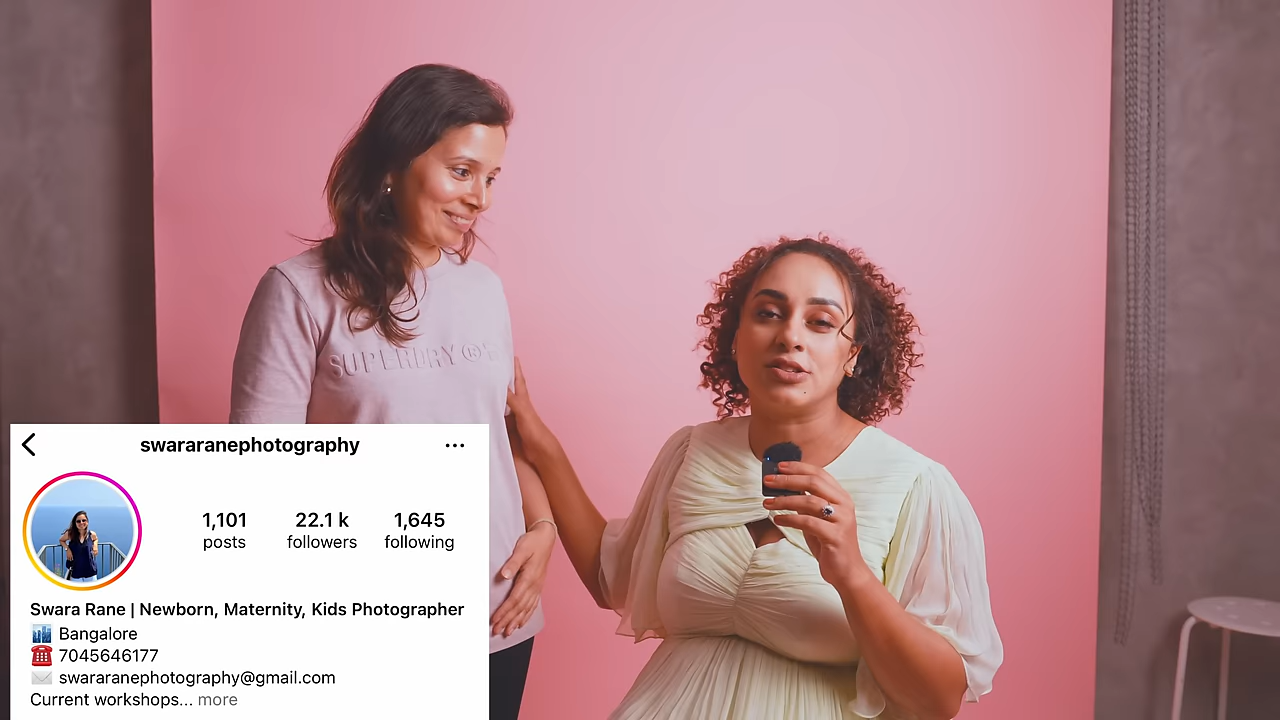 SUPERDRY
swararanephotography
1,101 22.1 k 1,645
posts followers following
Swara Rane | Newborn, Maternity, Kids Photographer
Bangalore
7045646177
swararanephotography@gmail.com
Current workshops... more